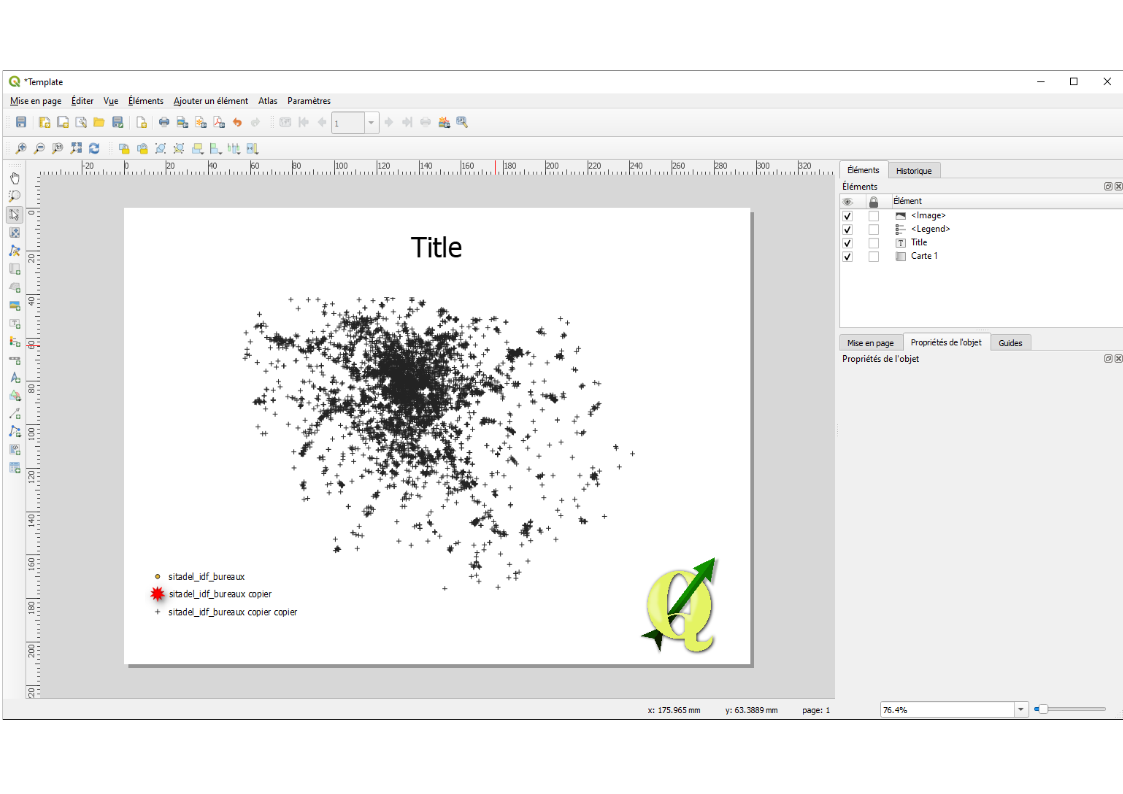 *Template
Mise en page Éditer Vue Éléments Ajouter un élément Atlas Paramètres
1
-20 0 20 40 60 80 100 120 140 160 180 200 220 240 260 280 300 320
0
20
40
60
80
100
120
140
160
180
200
Title
sitadel_idf_bureaux
sitadel_idf_bureaux copier
sitadel_idf_bureaux copier copier
Éléments Historique
Éléments
Élément
<Image>
<Legend>
Title
Carte 1
Mise en page Propriétés de l'objet Guides
Propriétés de l'objet
x: 175.965 mm y: 63.3889 mm page: 1 76.4%